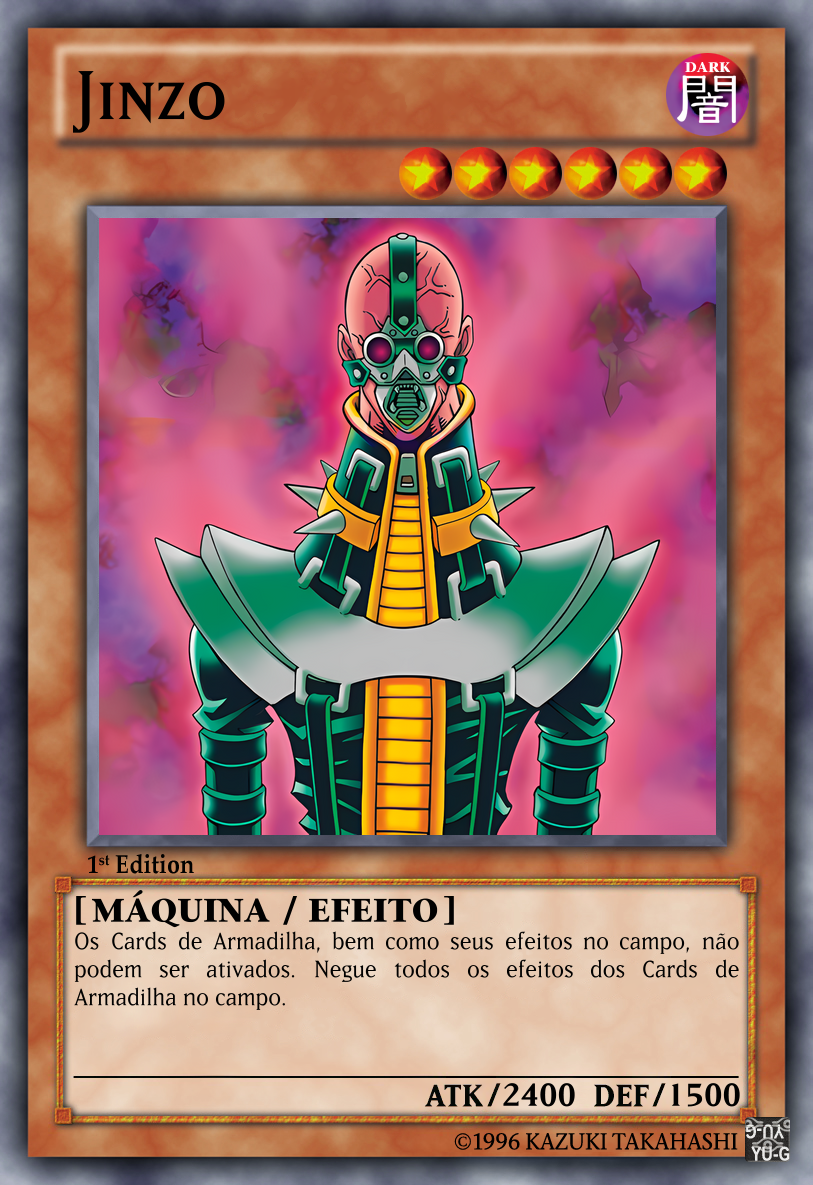 JINZO
DARK
闇
1st Edition
[ MÁQUINA / EFEITO ]
Os Cards de Armadilha, bem como seus efeitos no campo, não
podem ser ativados. Negue todos os efeitos dos Cards de
Armadilha no campo.
ATK/2400 DEF/1500
©1996 KAZUKI TAKAHASHI
YU-G